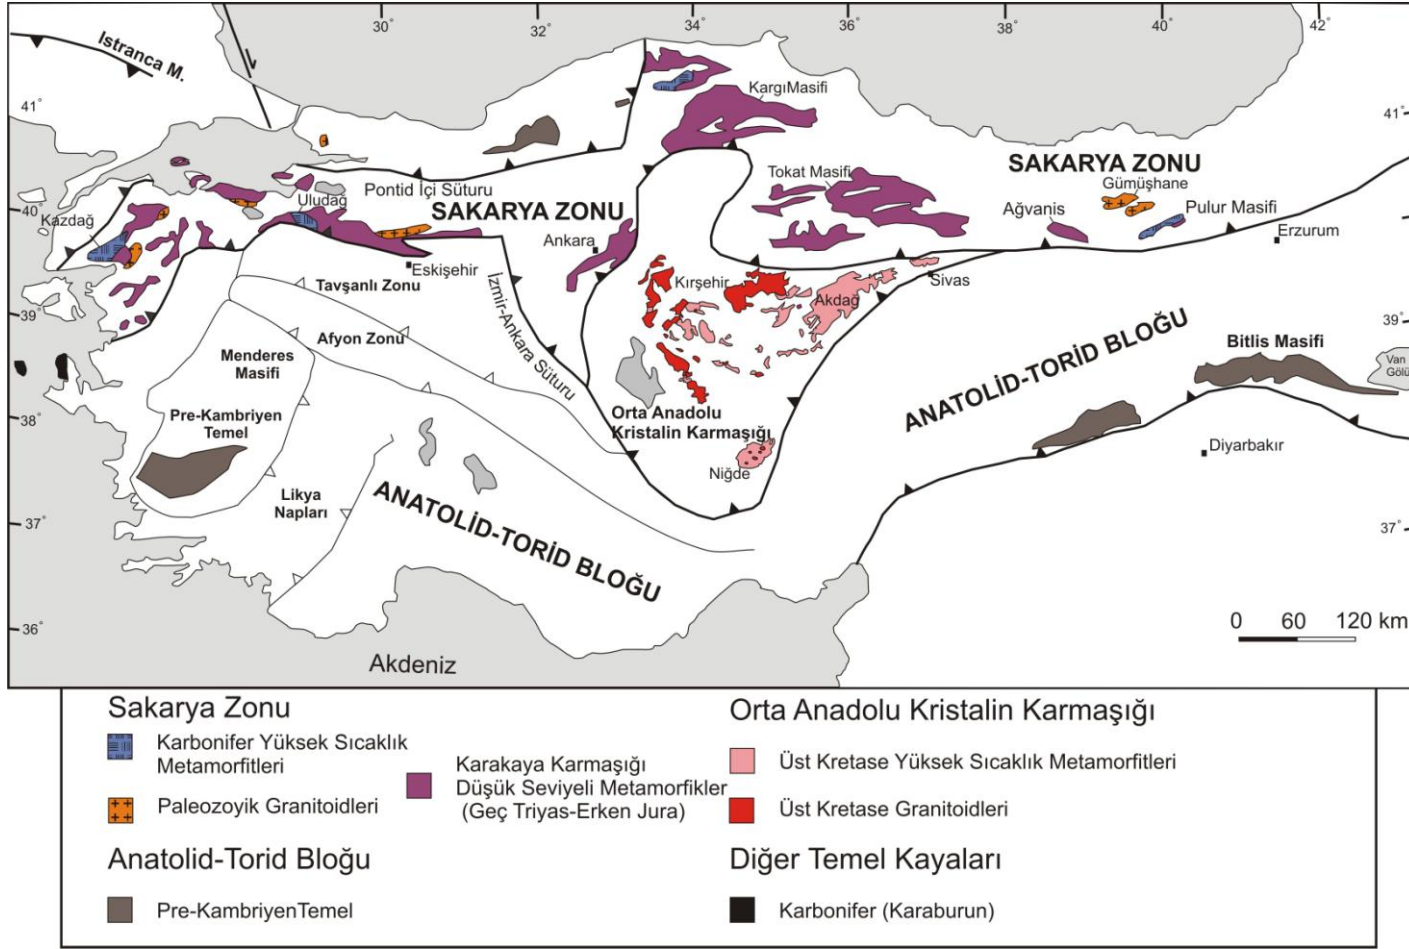 30°
32°
34°
36°
38°
40°
42°
Istranca M.
41°
41°
KargıMasifi
SAKARYA ZONU
Tokat Masifi
Gümüşhane
Pontid İçi Süturu
Uludağ
SAKARYA ZONU
Ağvanis
Pulur Masifi
40°
Kazdağ
Ankara
Erzurum
Eskişehir
Tavşanlı Zonu
Kırşehir
Akdağ
Sivas
39°
39°
Afyon Zonu
İzmir-Ankara Süturu
Menderes
Masifi
ANATOLİD-TORİD BLOĞU
Bitlis Masifi
Van
Gölü
38°
Pre-Kambriyen
Temel
Orta Anadolu
Kristalin Karmaşığı
Diyarbakır
Niğde
Likya
Napları
ANATOLİD-TORİD BLOĞU
37°
37°
36°
0 60 120 km
Akdeniz
Sakarya Zonu
Karbonifer Yüksek Sıcaklık
Metamorfitleri
Paleozoyik Granitoidleri
Karakaya Karmaşığı
Düşük Seviyeli Metamorfikler
(Geç Triyas-Erken Jura)
Orta Anadolu Kristalin Karmaşığı
Üst Kretase Yüksek Sıcaklık Metamorfitleri
Üst Kretase Granitoidleri
Anatolid-Torid Bloğu
Pre-KambriyenTemel
Diğer Temel Kayaları
Karbonifer (Karaburun)